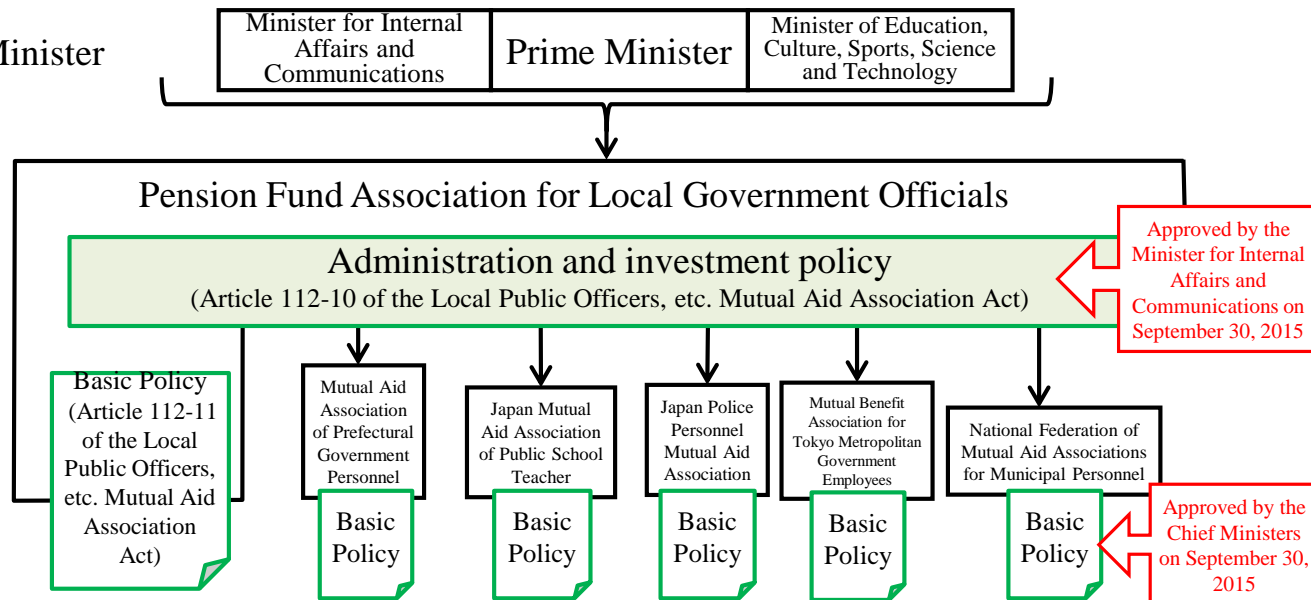 Minister
Minister for Internal
Affairs and
Communications
Prime Minister
Minister of Education,
Culture, Sports, Science
and Technology
Pension Fund Association for Local Government Officials
Administration and investment policy
(Article 112-10 of the Local Public Officers, etc. Mutual Aid Association Act)
Approved by the
Minister for Internal
Affairs and
Communications on
September 30, 2015
Basic Policy
(Article 112-11
of the Local
Public Officers,
etc. Mutual Aid
Association
Act)
Mutual Aid
Association
of Prefectural
Government
Personnel
Basic
Policy
Japan Mutual
Aid Association
of Public School
Teacher
Basic
Policy
Japan Police
Personnel
Mutual Aid
Association
Basic
Policy
Mutual Benefit
Association for
Tokyo Metropolitan
Government
Employees
Basic
Policy
National Federation of
Mutual Aid Associations
for Municipal Personnel
Basic
Policy
Approved by the
Chief Ministers
on September 30,
2015